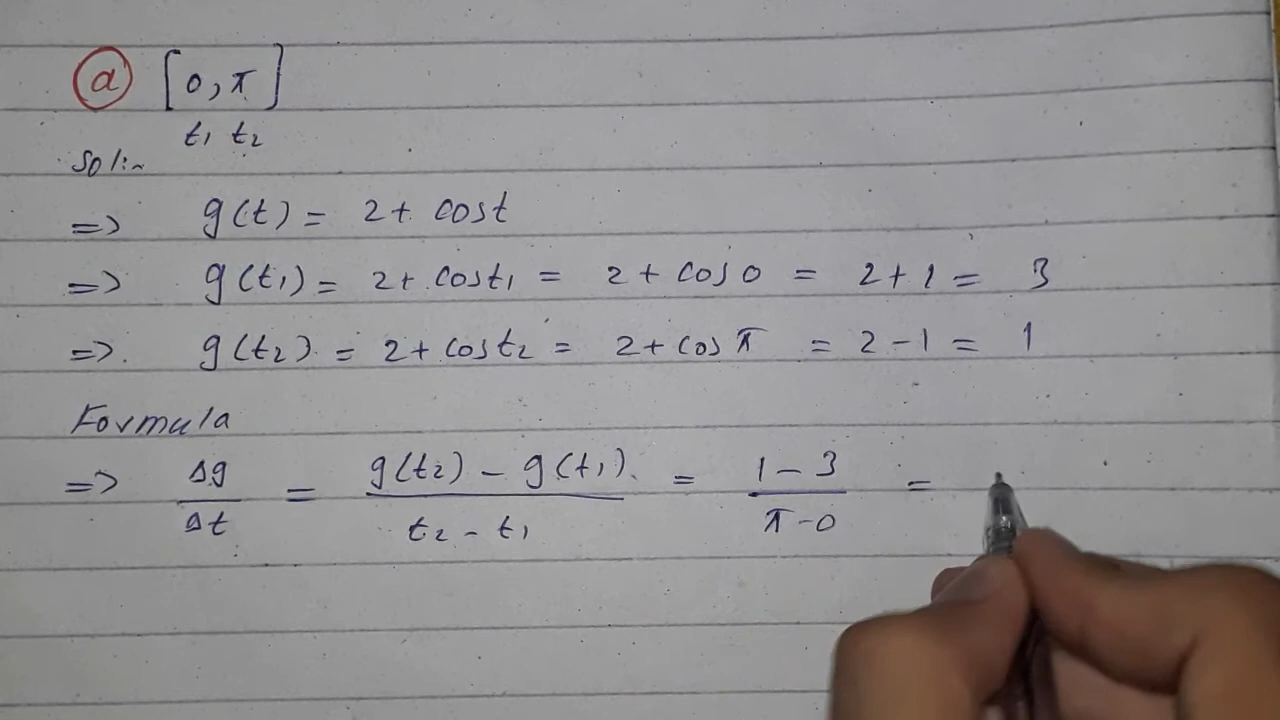 a [0, π]
t1 t2
Sol:~
=> g(t) = 2 + cost
=> g(t1) = 2 + cost1 = 2 + cos0 = 2 + 1 = 3
=> g(t2) = 2 + cost2 = 2 + cosπ = 2 - 1 = 1
Formula
=> Δg/Δt = g(t2) - g(t1) / t2 - t1 = 1 - 3 / π - 0 =